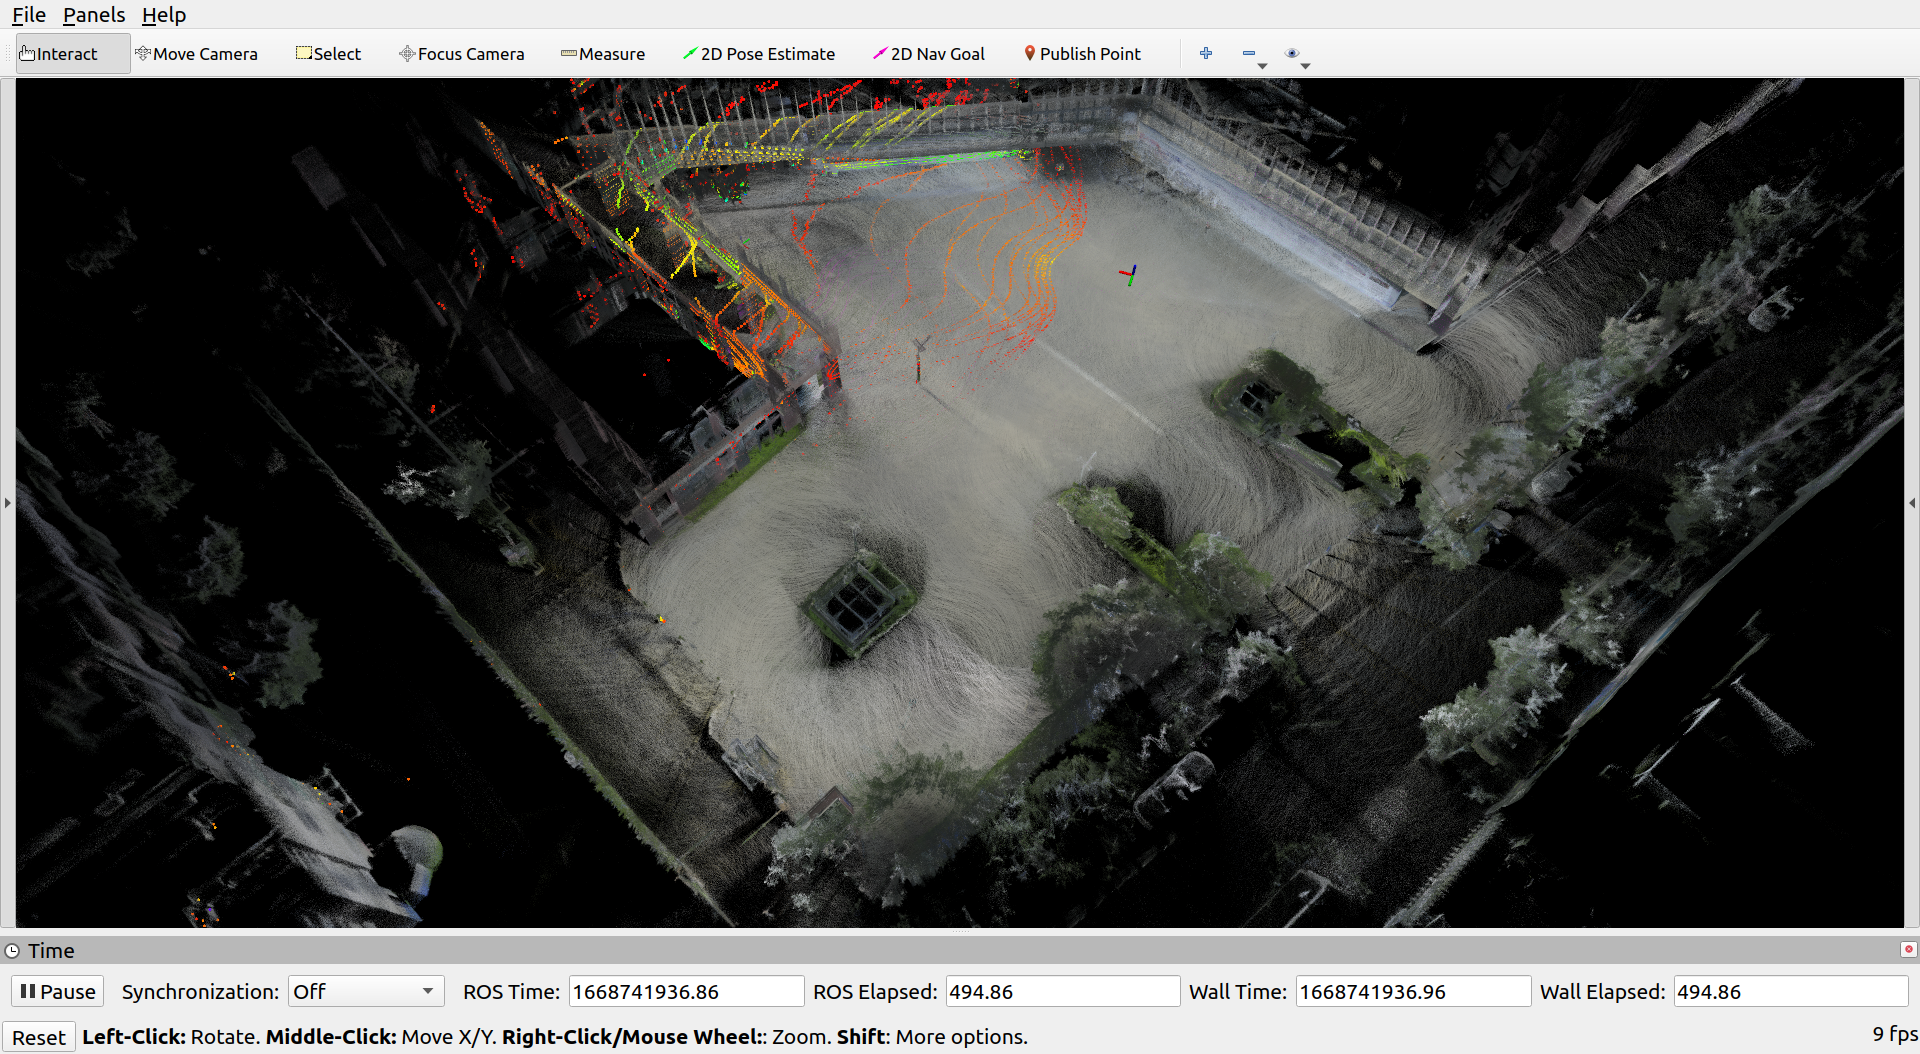 File Panels Help
Interact Move Camera Select Focus Camera Measure 2D Pose Estimate 2D Nav Goal Publish Point
Time
Pause Synchronization: Off ROS Time: 1668741936.86 ROS Elapsed: 494.86 Wall Time: 1668741936.96 Wall Elapsed: 494.86
Reset Left-Click: Rotate. Middle-Click: Move X/Y. Right-Click/Mouse Wheel:: Zoom. Shift: More options. 9 fps